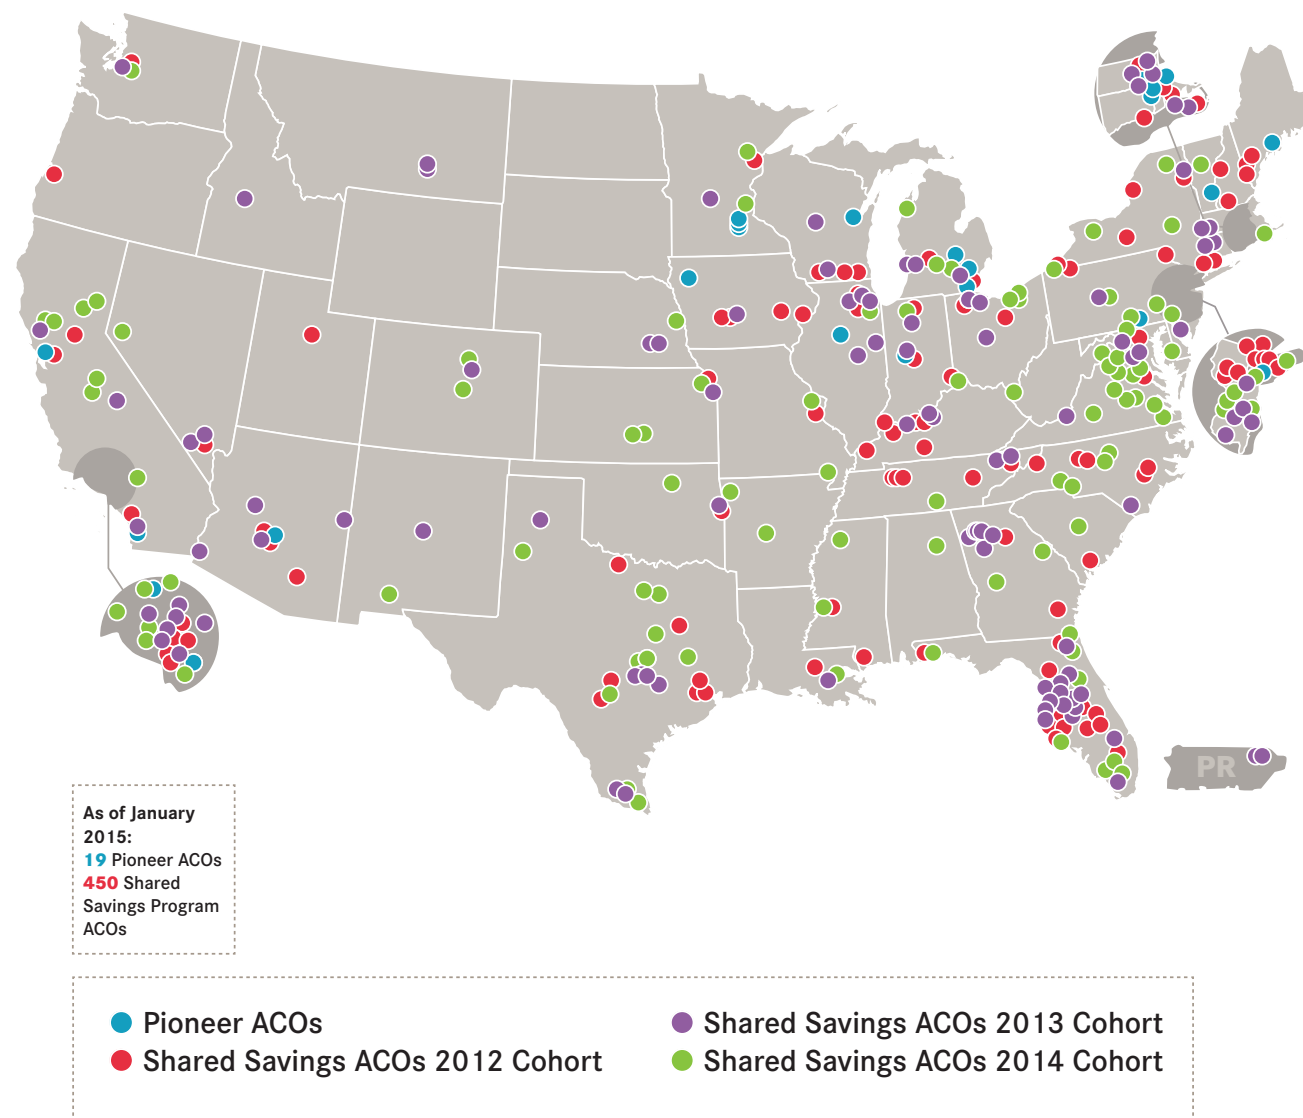 PR
As of January
2015:
19 Pioneer ACOs
450 Shared
Savings Program
ACOs
Pioneer ACOs
Shared Savings ACOs 2012 Cohort
Shared Savings ACOs 2013 Cohort
Shared Savings ACOs 2014 Cohort